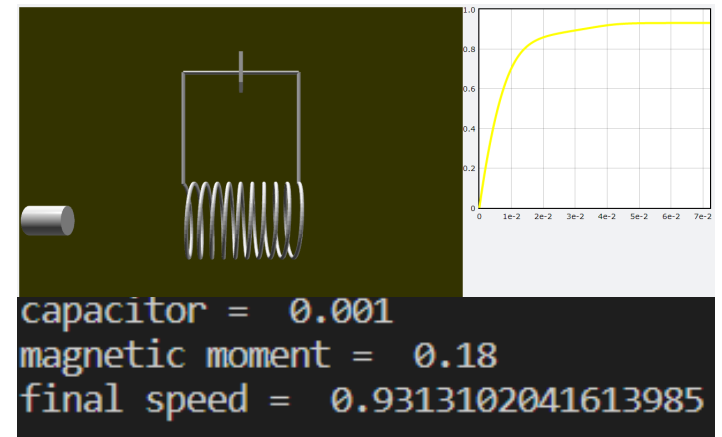 1.0
0.8
0.6
0.4
0.2
0
0 1e-2 2e-2 3e-2 4e-2 5e-2 6e-2 7e-2
capacitor =  0.001
magnetic moment =  0.18
final speed =  0.9313102041613985